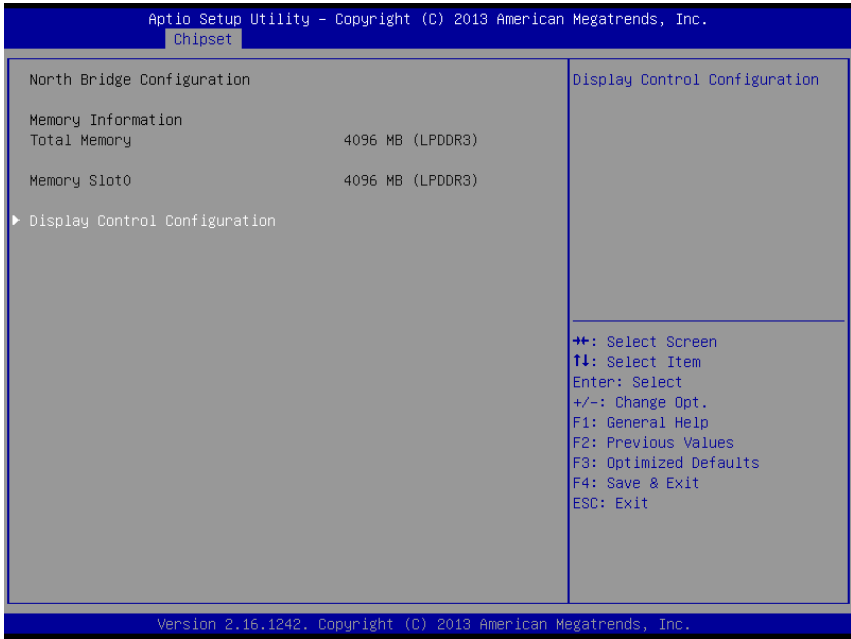 Aptio Setup Utility – Copyright (C) 2013 American Megatrends, Inc.
Chipset
North Bridge Configuration
Memory Information
Total Memory 4096 MB (LPDDR3)
Memory Slot0 4096 MB (LPDDR3)
Display Control Configuration
Display Control Configuration
→←: Select Screen
↑↓: Select Item
Enter: Select
+/-: Change Opt.
F1: General Help
F2: Previous Values
F3: Optimized Defaults
F4: Save & Exit
ESC: Exit
Version 2.16.1242. Copyright (C) 2013 American Megatrends, Inc.